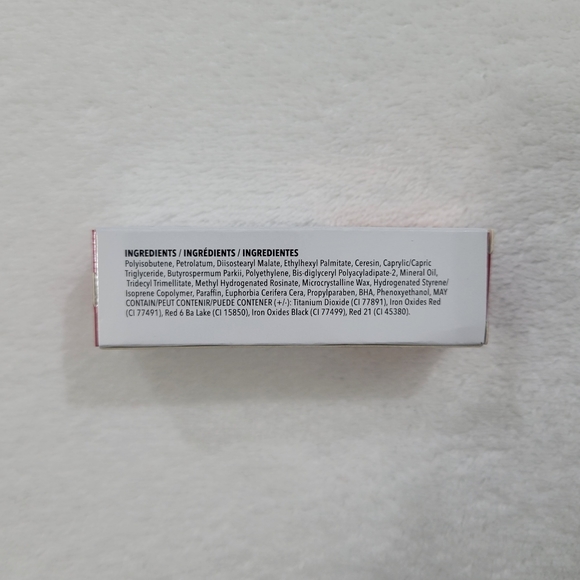 INGREDIENTS / INGRÉDIENTS / INGREDIENTES
Polyisobutene, Petrolatum, Diisostearyl Malate, Ethylhexyl Palmitate, Ceresin, Caprylic/Capric
Triglyceride, Butyrospermum Parkii, Polyethylene, Bis-diglyceryl Polyacyladipate-2, Mineral Oil,
Tridecyl Trimellitate, Methyl Hydrogenated Rosinate, Microcrystalline Wax, Hydrogenated Styrene/
Isoprene Copolymer, Paraffin, Euphorbia Cerifera Cera, Propylparaben, BHA, Phenoxyethanol, MAY
CONTAIN/PEUT CONTENIR/PUEDE CONTENER (+/-): Titanium Dioxide (CI 77891), Iron Oxides Red
(CI 77491), Red 6 Ba Lake (CI 15850), Iron Oxides Black (CI 77499), Red 21 (CI 45380).